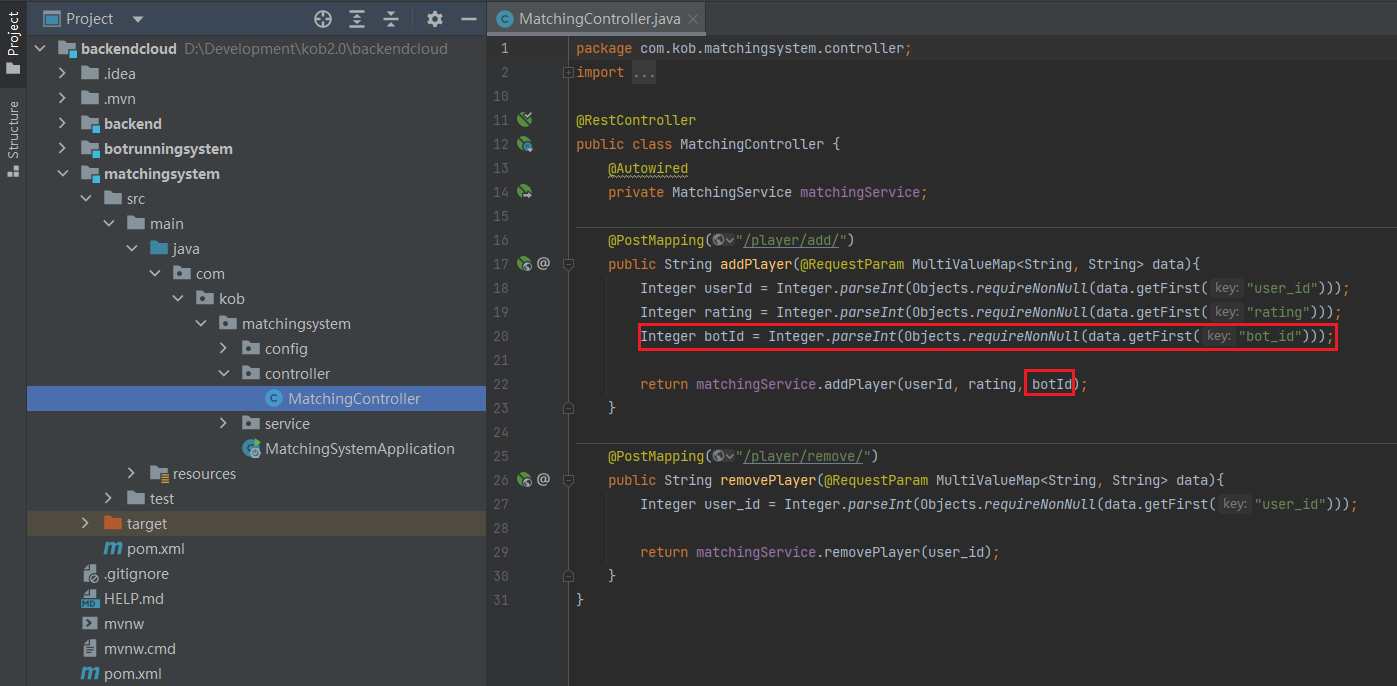 Project
Structure
Project
backendcloud D:\Development\kob2.0\backendcloud
.idea
.mvn
backend
botrunningsystem
matchingsystem
src
main
java
com
kob
matchingsystem
config
controller
MatchingController
service
MatchingSystemApplication
resources
test
target
pom.xml
.gitignore
HELP.md
mvnw
mvnw.cmd
pom.xml
MatchingController.java
1 package com.kob.matchingsystem.controller;
2 import ...
10
11 @RestController
12 public class MatchingController {
13 @Autowired
14 private MatchingService matchingService;
15
16 @PostMapping("/player/add/")
17 public String addPlayer(@RequestParam MultiValueMap<String, String> data){
18 Integer userId = Integer.parseInt(Objects.requireNonNull(data.getFirst( key: "user_id")));
19 Integer rating = Integer.parseInt(Objects.requireNonNull(data.getFirst( key: "rating")));
20 Integer botId = Integer.parseInt(Objects.requireNonNull(data.getFirst( key: "bot_id")));
21
22 return matchingService.addPlayer(userId, rating, botId);
23 }
24
25 @PostMapping("/player/remove/")
26 public String removePlayer(@RequestParam MultiValueMap<String, String> data){
27 Integer user_id = Integer.parseInt(Objects.requireNonNull(data.getFirst( key: "user_id")));
28
29 return matchingService.removePlayer(user_id);
30 }
31 }